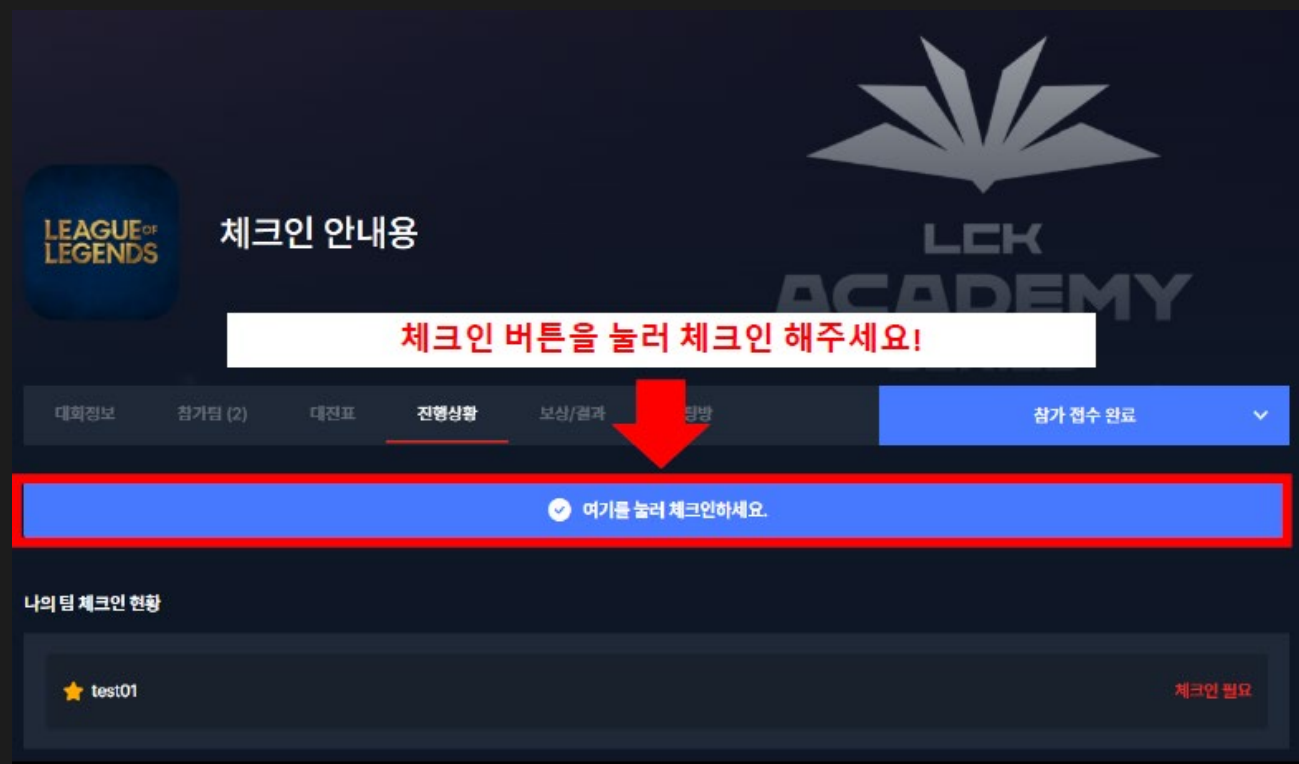 LEAGUE OF
LEGENDS
체크인 안내용
LCK
ACADEMY
체크인 버튼을 눌러 체크인 해주세요!
대회정보
참가팀 (2)
대진표
진행상황
보상/결과
참가 접수 완료
여기를 눌러 체크인하세요.
나의 팀 체크인 현황
test01
체크인 필요